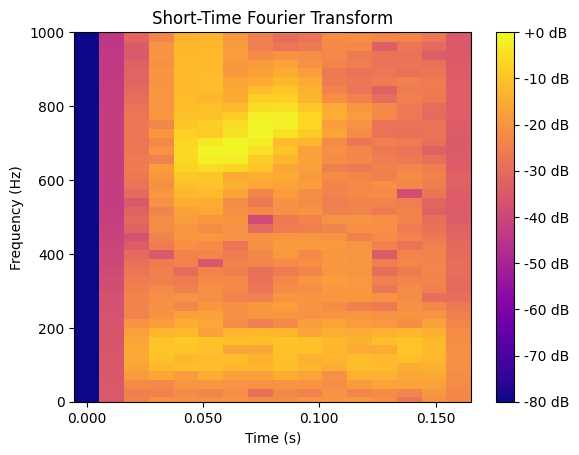 Short-Time Fourier Transform
Frequency (Hz)
1000
800
600
400
200
0
0.000
0.050
0.100
0.150
Time (s)
+0 dB
-10 dB
-20 dB
-30 dB
-40 dB
-50 dB
-60 dB
-70 dB
-80 dB